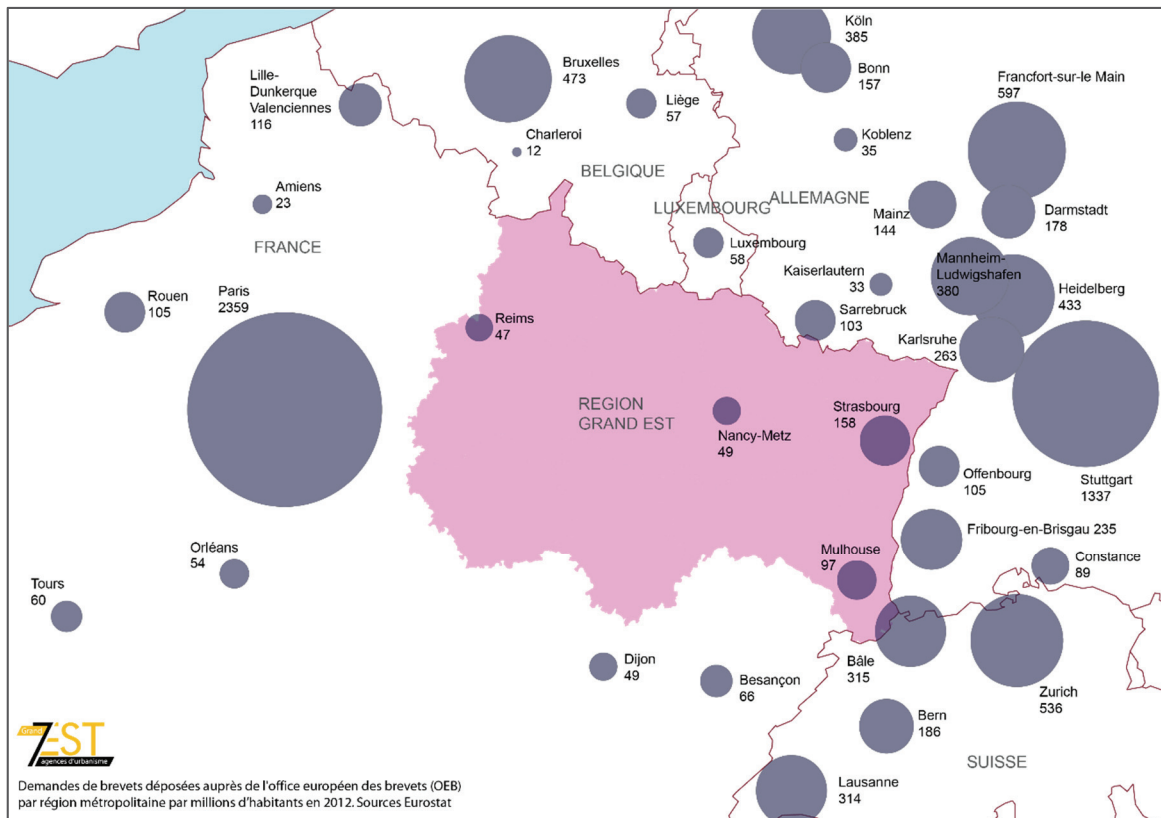 Köln
385
Bonn
157
Bruxelles
473
Francfort-sur-le Main
597
Lille-
Dunkerque
Valenciennes
116
Liège
57
Charleroi
12
Koblenz
35
BELGIQUE
Amiens
23
LUXEMBOURG
ALLEMAGNE
Mainz
144
Darmstadt
178
FRANCE
Luxembourg
58
Kaiserlautern
33
Mannheim-
Ludwigshafen
380
Heidelberg
433
Rouen
105
Paris
2359
Reims
47
Sarrebruck
103
Karlsruhe
263
REGION
GRAND EST
Nancy-Metz
49
Strasbourg
158
Offenbourg
105
Stuttgart
1337
Fribourg-en-Brisgau 235
Orléans
54
Mulhouse
97
Constance
89
Tours
60
Dijon
49
Besançon
66
Bâle
315
Zurich
536
Bern
186
SUISSE
Lausanne
314
Grand
7EST
agences d'urbanisme
Demandes de brevets déposées auprès de l'office européen des brevets (OEB)
par région métropolitaine par millions d'habitants en 2012. Sources Eurostat